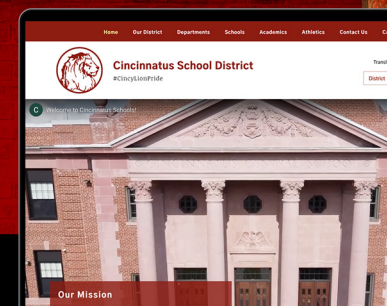 Home Our District Departments Schools Academics Athletics Contact Us
Cincinnatus School District
#CincyLionPride
District
C
Welcome to Cincinnatus Schools!
Our Mission